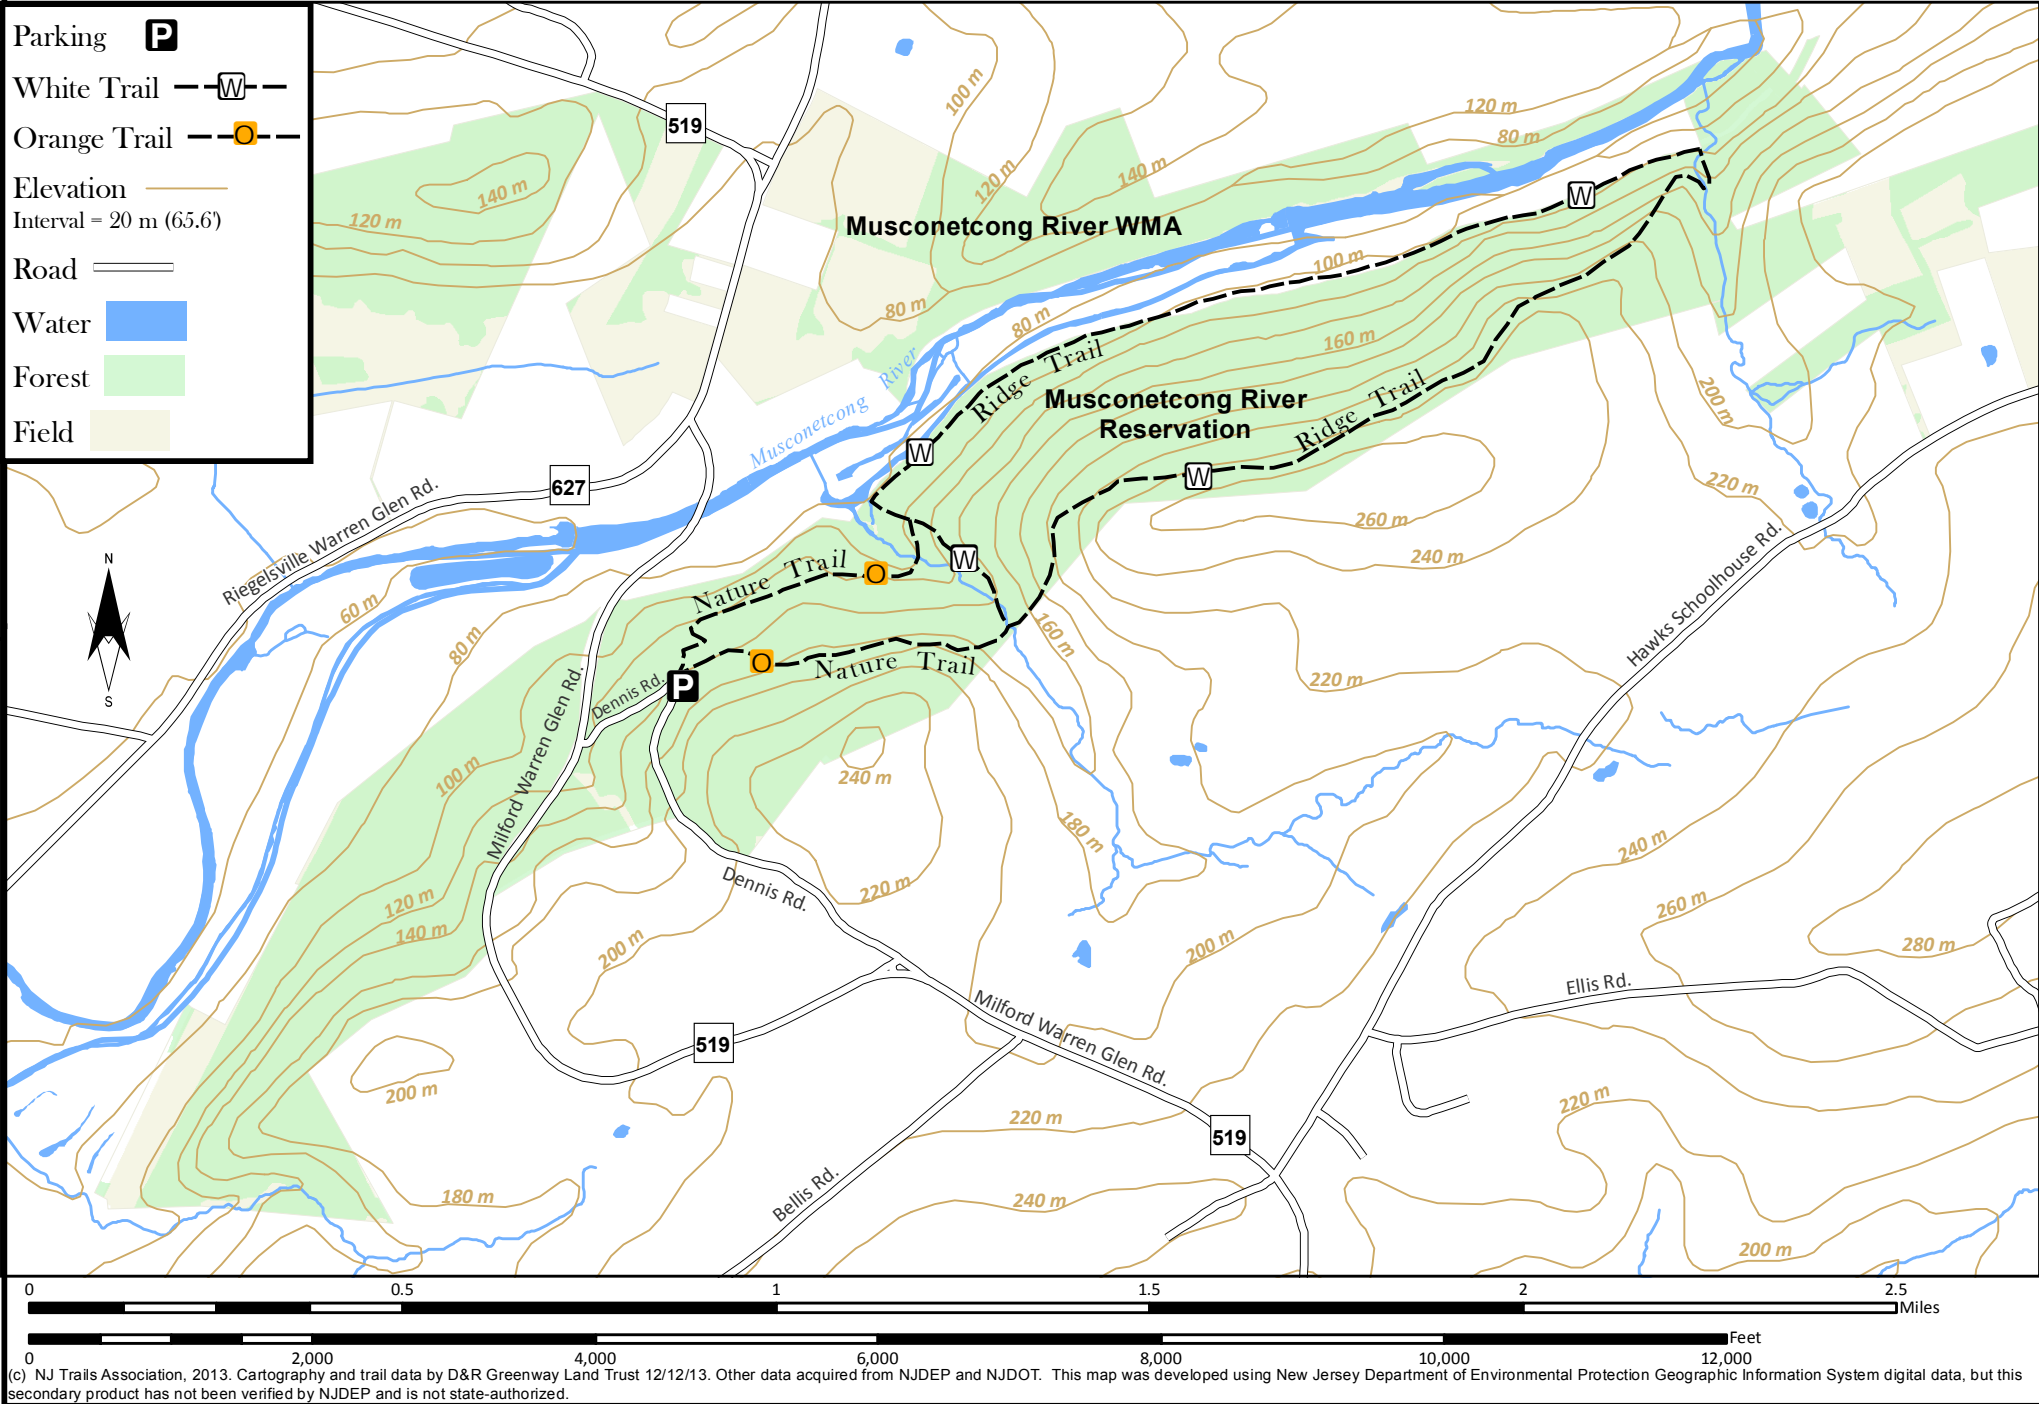 Parking P
White Trail W
Orange Trail O
Elevation
Interval = 20 m (65.6')
Road
Water
Forest
Field
519
100 m
120 m
80 m
140 m
120 m
140 m
120 m
W
Musconetcong River WMA
100 m
80 m
80 m
160 m
River
Ridge Trail
Musconetcong River
Reservation
Ridge Trail
200 m
Musconetcong
W
W
627
220 m
260 m
240 m
Riegelsville Warren Glen Rd.
Hawks Schoolhouse Rd.
N
S
60 m
80 m
Nature Trail
O
W
160 m
O
Nature Trail
P
Dennis Rd.
220 m
Milford Warren Glen Rd.
100 m
240 m
180 m
240 m
Dennis Rd.
220 m
120 m
140 m
200 m
200 m
260 m
280 m
Ellis Rd.
Milford Warren Glen Rd.
519
200 m
220 m
220 m
519
Bellis Rd.
180 m
240 m
200 m
0 0.5 1 1.5 2 2.5
Miles
Feet
0 2,000 4,000 6,000 8,000 10,000 12,000
(c) NJ Trails Association, 2013. Cartography and trail data by D&R Greenway Land Trust 12/12/13. Other data acquired from NJDEP and NJDOT. This map was developed using New Jersey Department of Environmental Protection Geographic Information System digital data, but this
secondary product has not been verified by NJDEP and is not state-authorized.